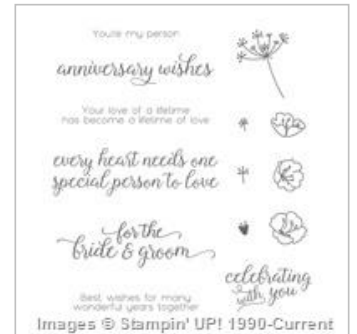 You're my person
anniversary wishes
Your love of a lifetime
has become a lifetime of love
every heart needs one
special person to love
for the
bride & groom
celebrating
with you
Best wishes for many
wonderful years together
Images © Stampin' UP! 1990-Current